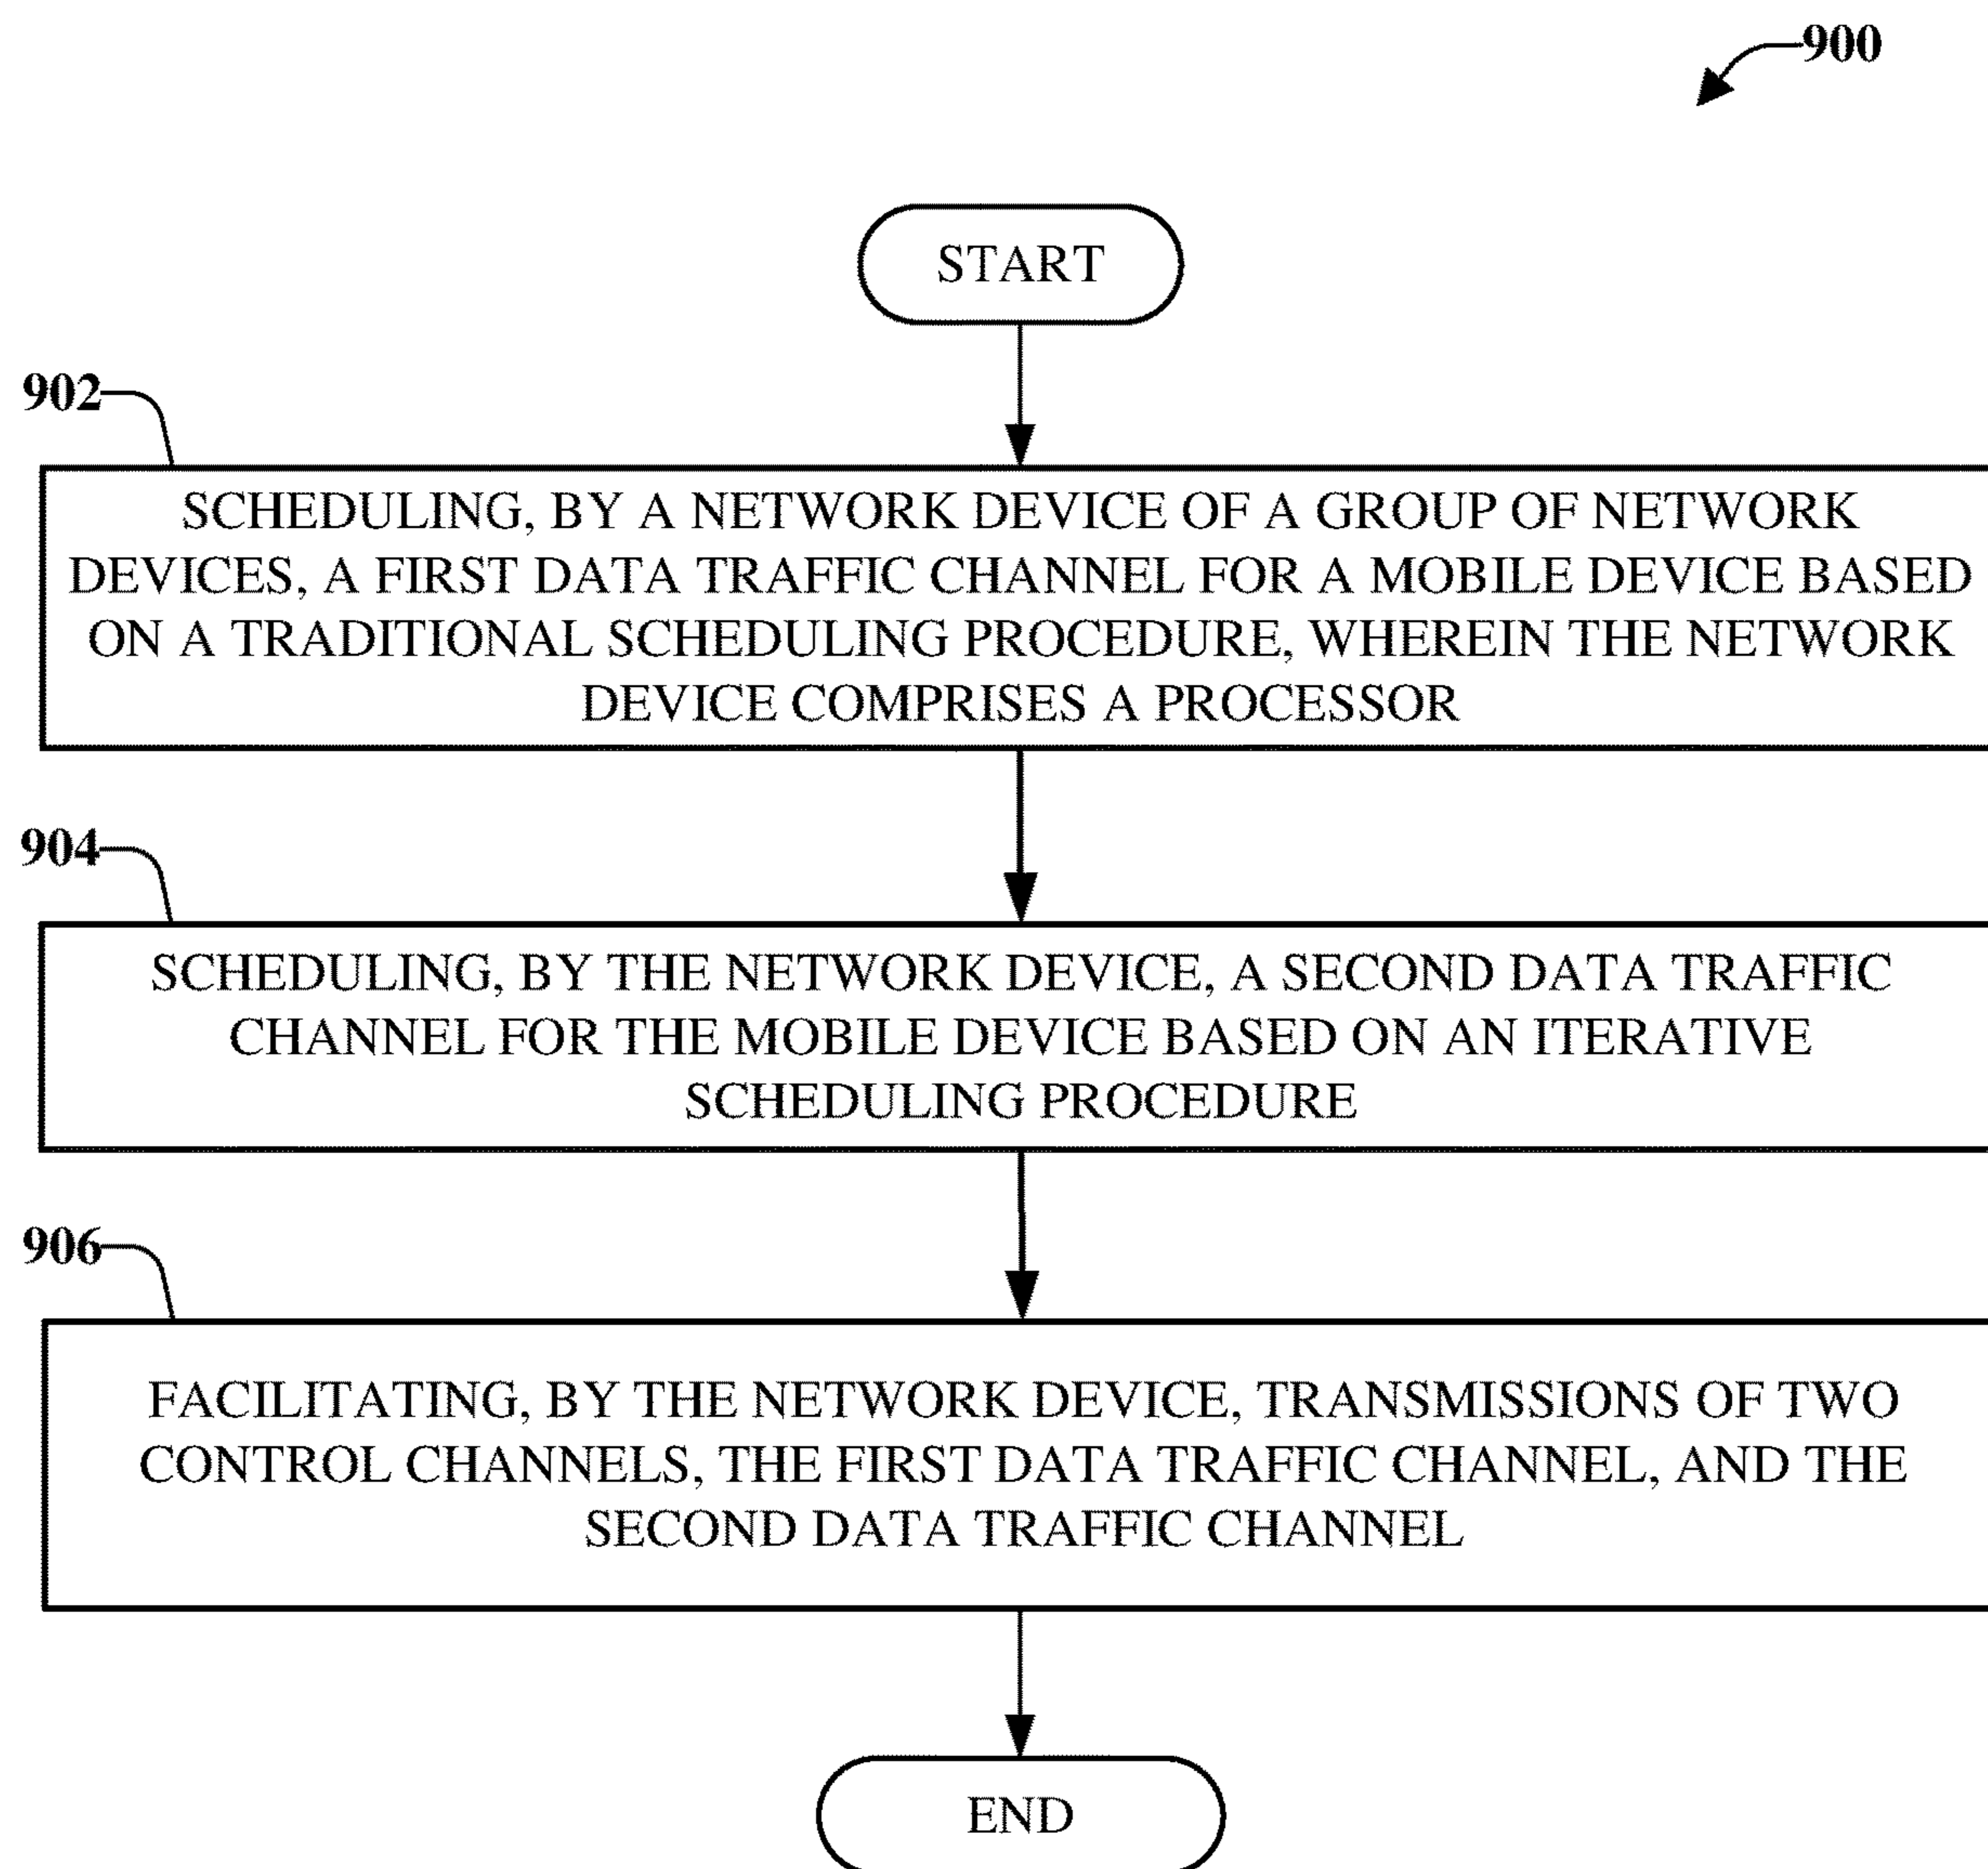 900
START
902
SCHEDULING, BY A NETWORK DEVICE OF A GROUP OF NETWORK
DEVICES, A FIRST DATA TRAFFIC CHANNEL FOR A MOBILE DEVICE BASED
ON A TRADITIONAL SCHEDULING PROCEDURE, WHEREIN THE NETWORK
DEVICE COMPRISES A PROCESSOR
904
SCHEDULING, BY THE NETWORK DEVICE, A SECOND DATA TRAFFIC
CHANNEL FOR THE MOBILE DEVICE BASED ON AN ITERATIVE
SCHEDULING PROCEDURE
906
FACILITATING, BY THE NETWORK DEVICE, TRANSMISSIONS OF TWO
CONTROL CHANNELS, THE FIRST DATA TRAFFIC CHANNEL, AND THE
SECOND DATA TRAFFIC CHANNEL
END